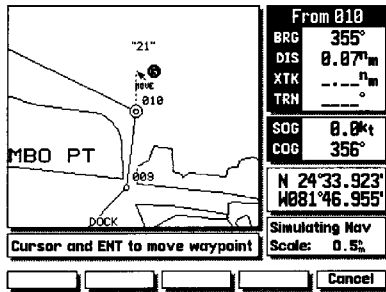 "21"
MOVE
010
MBO PT
009
DOCK
Cursor and ENT to move waypoint
From 010
BRG 355°
DIS 0.07nm
XTK _.__nm
TRN ___°
SOG 0.0kt
COG 356°
N 24°33.923'
W081°46.955'
Simulating Nav
Scale: 0.5nm
Cancel